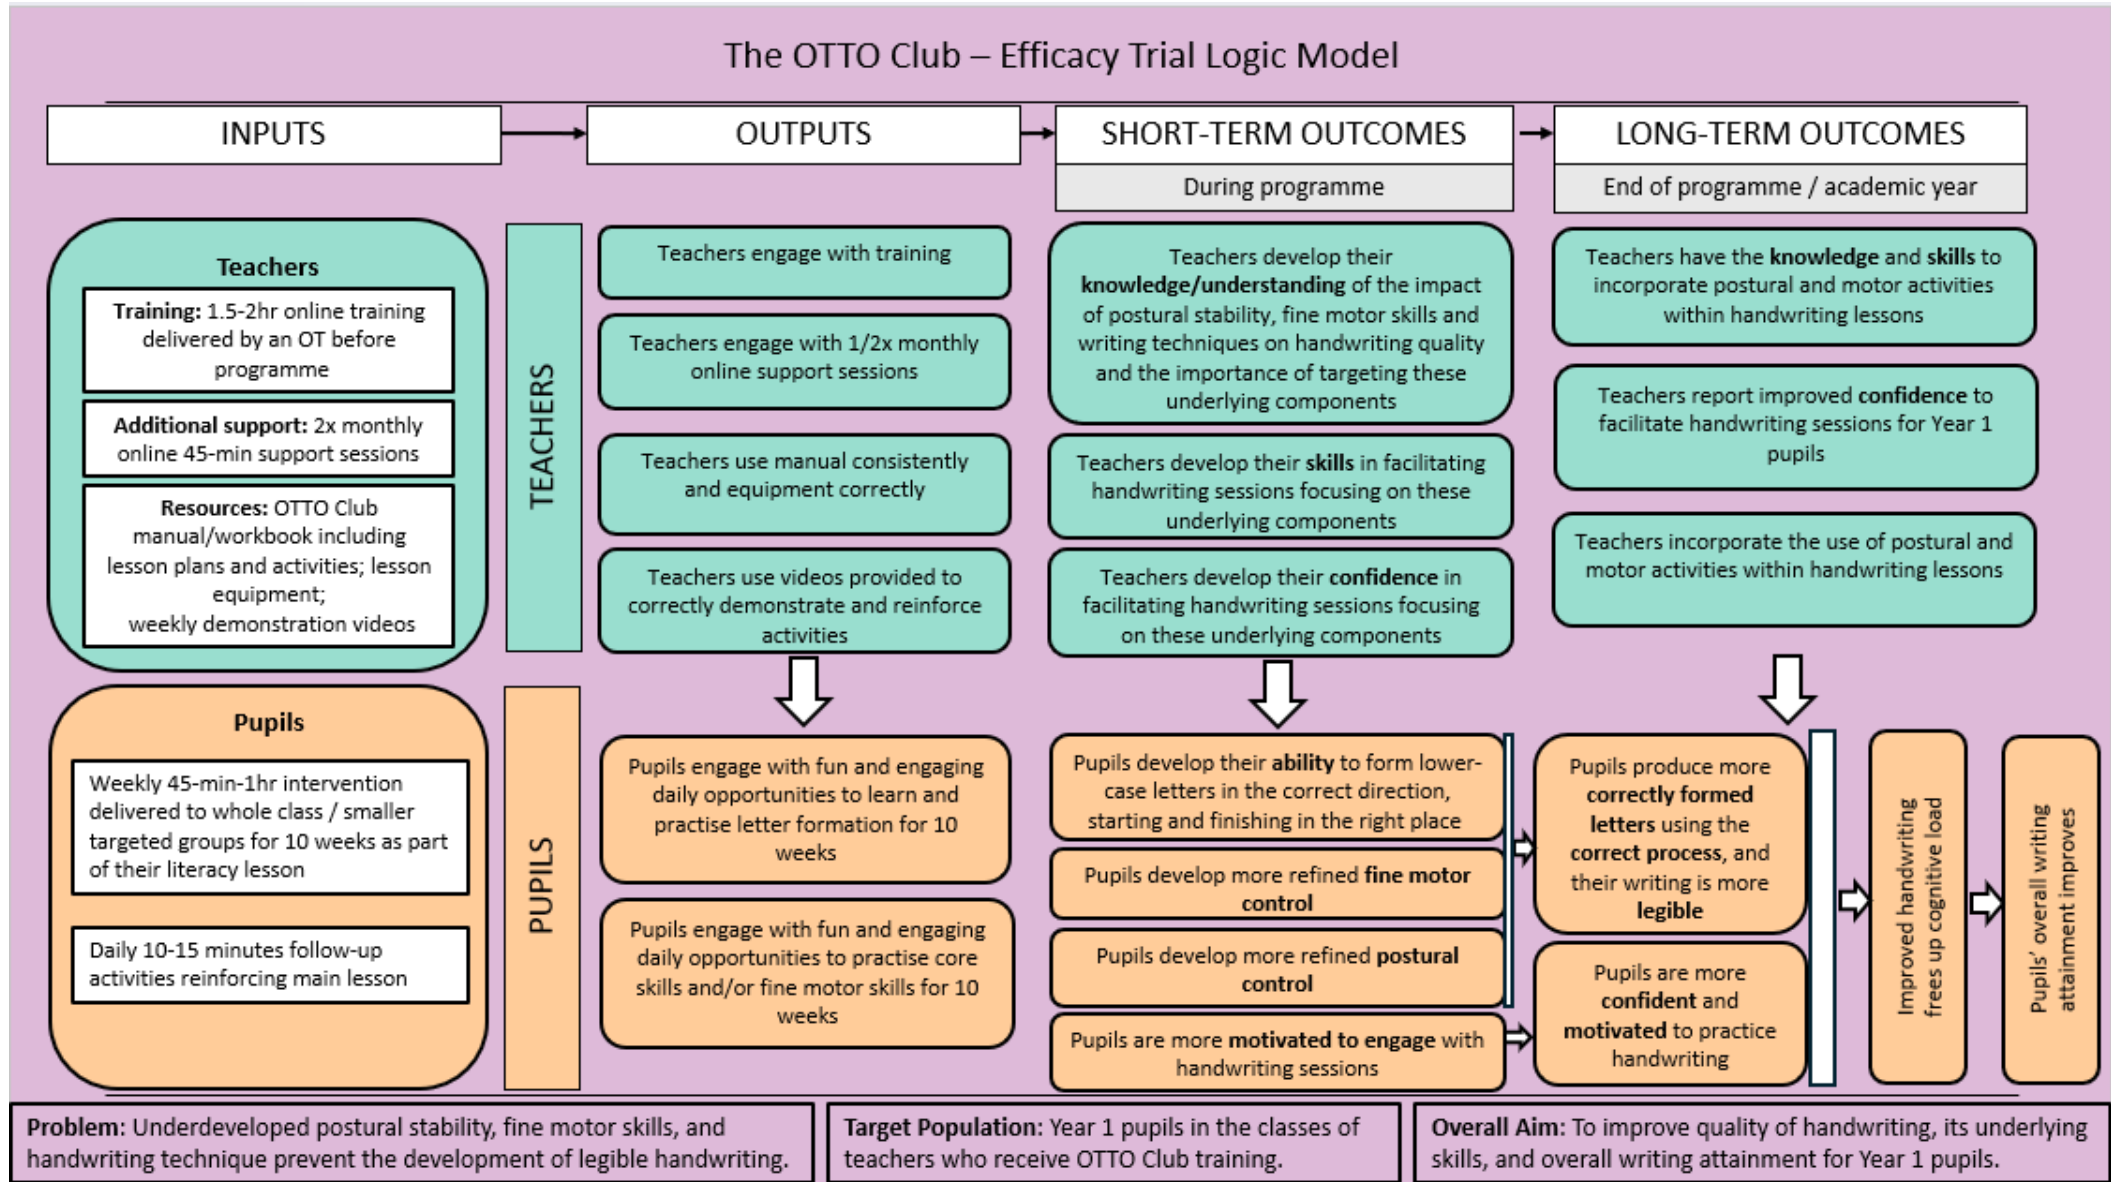 The OTTO Club – Efficacy Trial Logic Model
INPUTS
OUTPUTS
SHORT-TERM OUTCOMES
During programme
LONG-TERM OUTCOMES
End of programme / academic year
Teachers
Training: 1.5-2hr online training
delivered by an OT before
programme
Additional support: 2x monthly
online 45-min support sessions
Resources: OTTO Club
manual/workbook including
lesson plans and activities; lesson
equipment;
weekly demonstration videos
TEACHERS
Teachers engage with training
Teachers engage with 1/2x monthly
online support sessions
Teachers use manual consistently
and equipment correctly
Teachers use videos provided to
correctly demonstrate and reinforce
activities
Teachers develop their
knowledge/understanding of the impact
of postural stability, fine motor skills and
writing techniques on handwriting quality
and the importance of targeting these
underlying components
Teachers develop their skills in facilitating
handwriting sessions focusing on these
underlying components
Teachers develop their confidence in
facilitating handwriting sessions focusing
on these underlying components
Teachers have the knowledge and skills to
incorporate postural and motor activities
within handwriting lessons
Teachers report improved confidence to
facilitate handwriting sessions for Year 1
pupils
Teachers incorporate the use of postural and
motor activities within handwriting lessons
Pupils
Weekly 45-min-1hr intervention
delivered to whole class / smaller
targeted groups for 10 weeks as part
of their literacy lesson
Daily 10-15 minutes follow-up
activities reinforcing main lesson
PUPILS
Pupils engage with fun and engaging
daily opportunities to learn and
practise letter formation for 10
weeks
Pupils engage with fun and engaging
daily opportunities to practise core
skills and/or fine motor skills for 10
weeks
Pupils develop their ability to form lower-
case letters in the correct direction,
starting and finishing in the right place
Pupils develop more refined fine motor
control
Pupils develop more refined postural
control
Pupils are more motivated to engage with
handwriting sessions
Pupils produce more
correctly formed
letters using the
correct process, and
their writing is more
legible
Pupils are more
confident and
motivated to practice
handwriting
Improved handwriting
frees up cognitive load
Pupils' overall writing
attainment improves
Problem: Underdeveloped postural stability, fine motor skills, and
handwriting technique prevent the development of legible handwriting.
Target Population: Year 1 pupils in the classes of
teachers who receive OTTO Club training.
Overall Aim: To improve quality of handwriting, its underlying
skills, and overall writing attainment for Year 1 pupils.